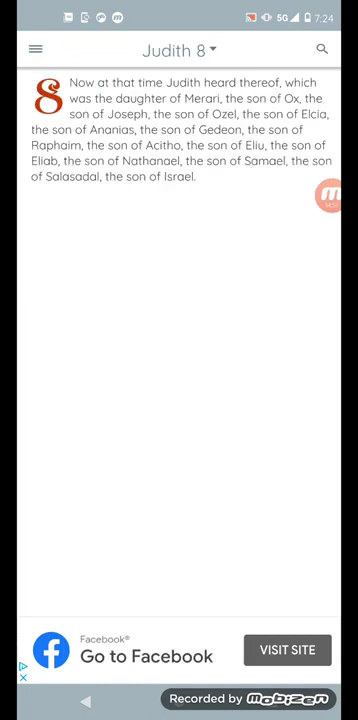 5G 7:24
Judith 8
8 Now at that time Judith heard thereof, which
was the daughter of Merari, the son of Ox, the
son of Joseph, the son of Ozel, the son of Elcia,
the son of Ananias, the son of Gedeon, the son of
Raphaim, the son of Acitho, the son of Eliu, the son of
Eliab, the son of Nathanael, the son of Samael, the son
of Salasadal, the son of Israel.
Facebook®
Go to Facebook
VISIT SITE
Recorded by mobizen